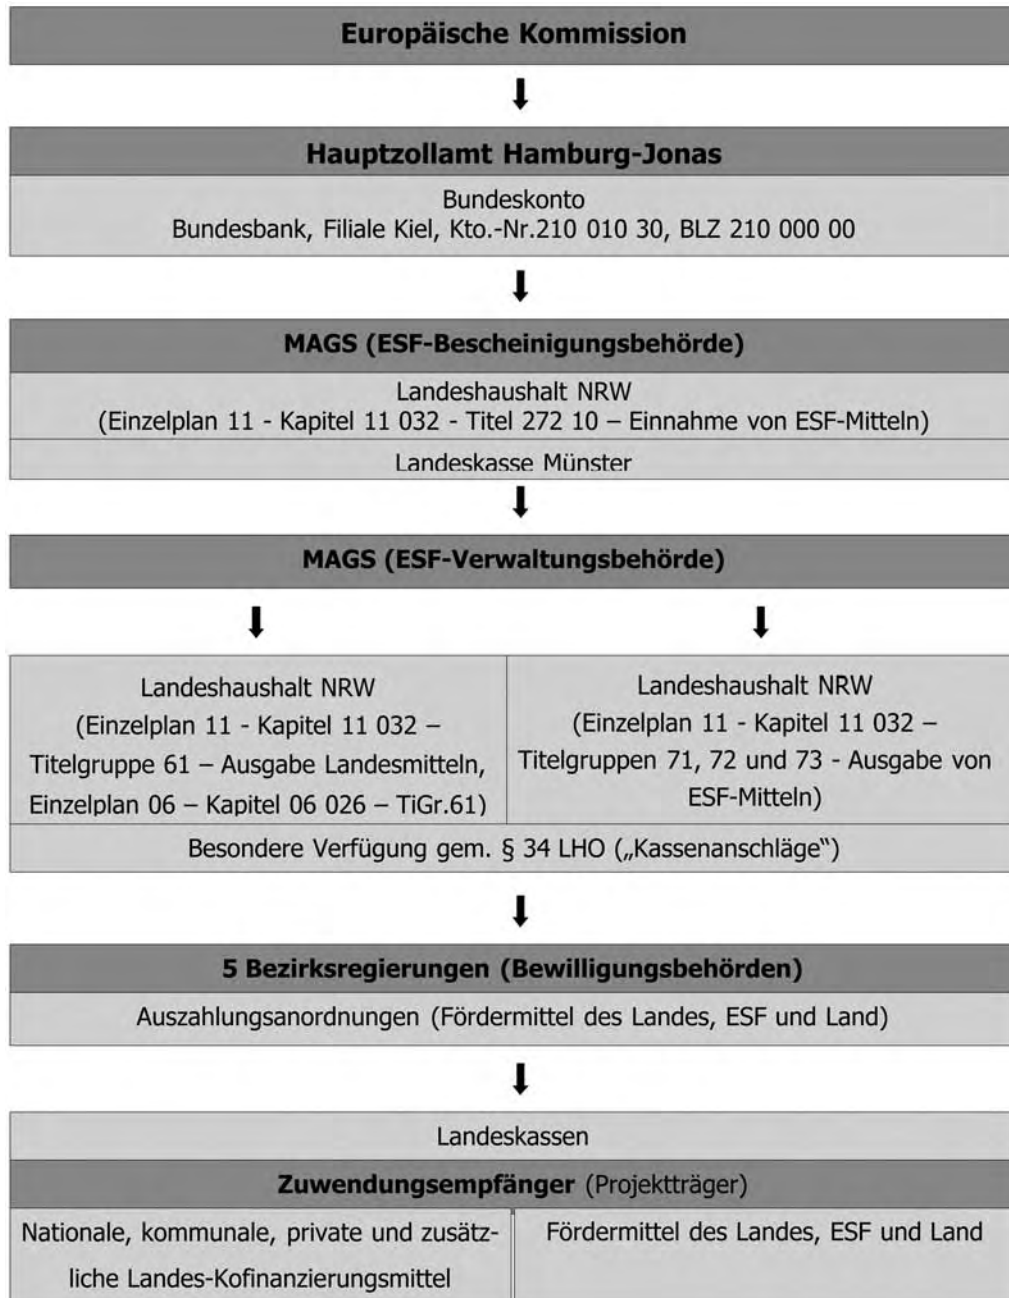 Europäische Kommission
Hauptzollamt Hamburg-Jonas
Bundeskonto
Bundesbank, Filiale Kiel, Kto.-Nr.210 010 30, BLZ 210 000 00
MAGS (ESF-Bescheinigungsbehörde)
Landeshaushalt NRW
(Einzelplan 11 - Kapitel 11 032 - Titel 272 10 – Einnahme von ESF-Mitteln)
Landeskasse Münster
MAGS (ESF-Verwaltungsbehörde)
Landeshaushalt NRW
(Einzelplan 11 - Kapitel 11 032 –
Titelgruppe 61 – Ausgabe Landesmitteln,
Einzelplan 06 – Kapitel 06 026 – TiGr.61)
Landeshaushalt NRW
(Einzelplan 11 - Kapitel 11 032 –
Titelgruppen 71, 72 und 73 - Ausgabe von
ESF-Mitteln)
Besondere Verfügung gem. § 34 LHO („Kassenanschläge“)
5 Bezirksregierungen (Bewilligungsbehörden)
Auszahlungsanordnungen (Fördermittel des Landes, ESF und Land)
Landeskassen
Zuwendungsempfänger (Projektträger)
Nationale, kommunale, private und zusätz-
liche Landes-Kofinanzierungsmittel
Fördermittel des Landes, ESF und Land